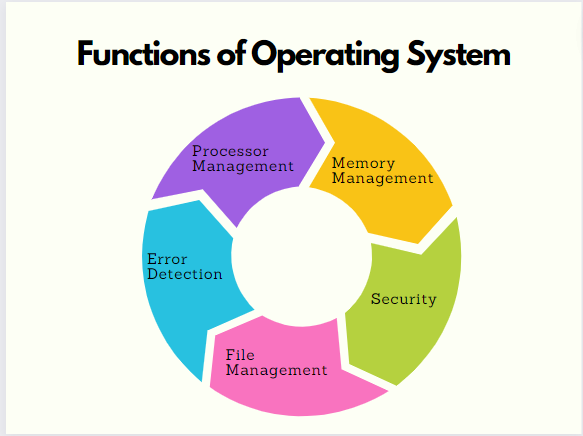 Functions of Operating System
Processor
Management
Memory
Management
Security
File
Management
Error
Detection